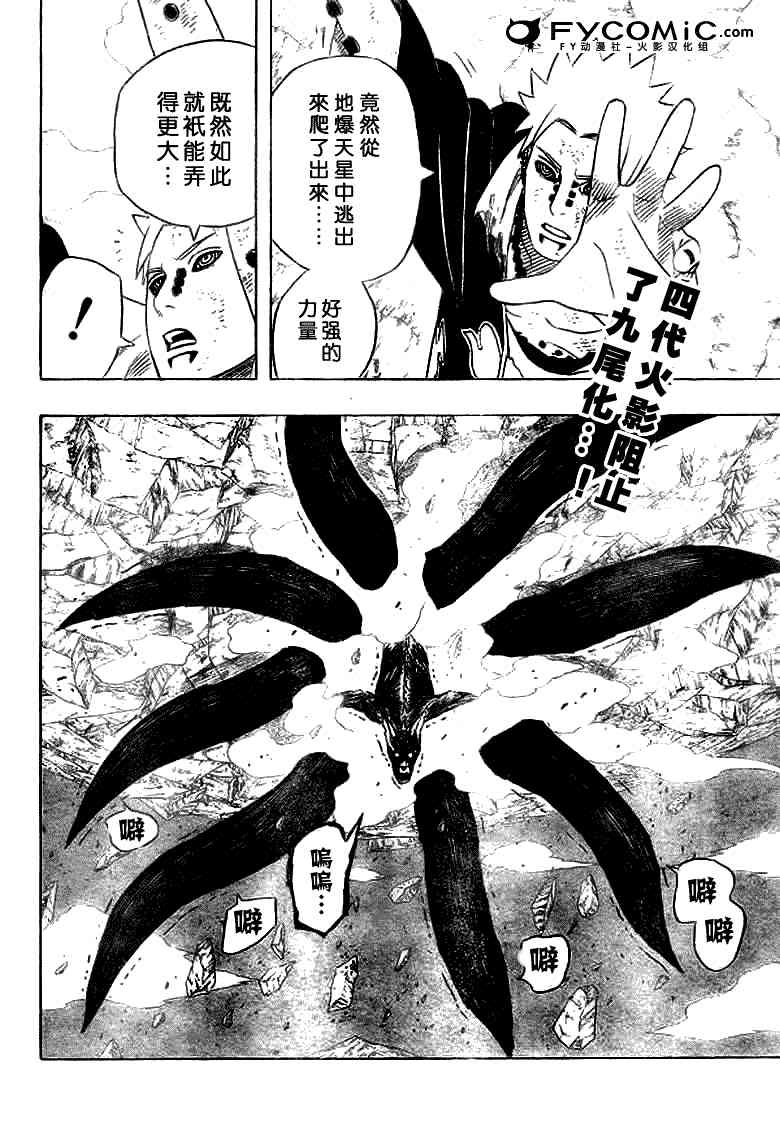 FYCOMiC.com
FY动漫社-火影汉化组
竟然從
地爆天星中逃出
來爬了出來……
好强的
力量
既然如此
就衹能弄
得更大…
！
四代火影阻止
了九尾化…！
噼
嗚嗚…
噼
噼
噼
噼